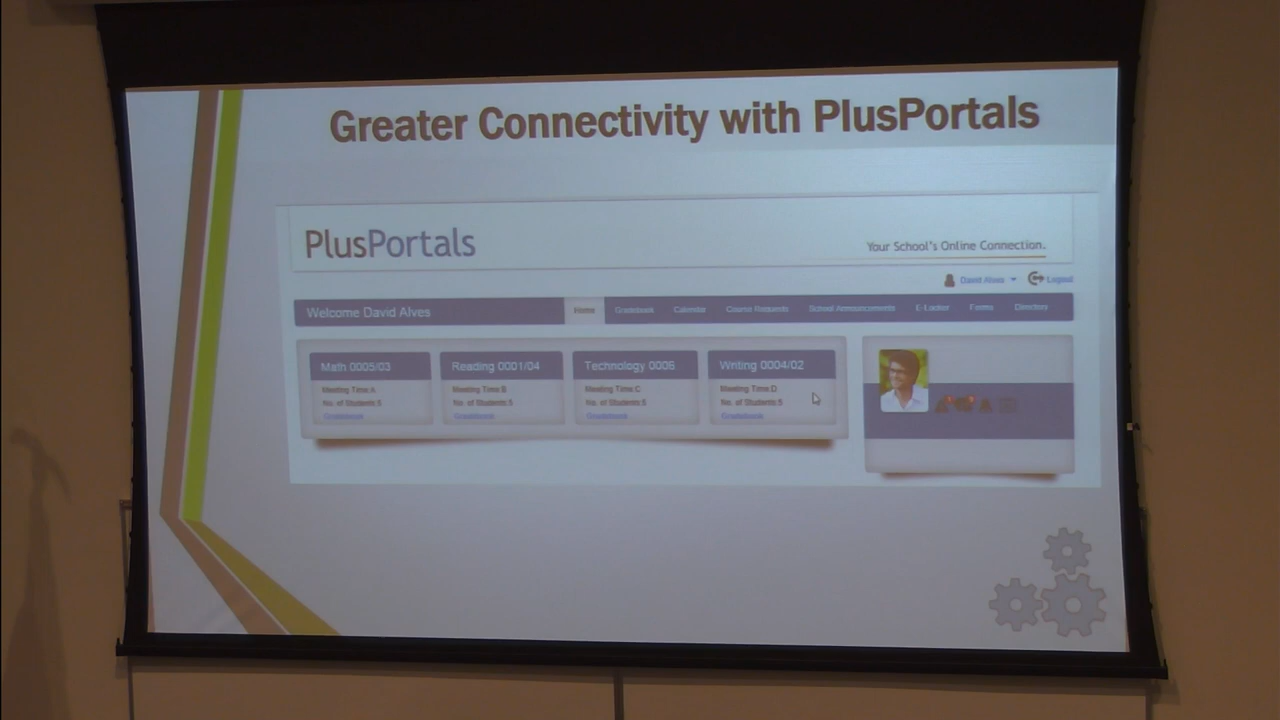 Greater Connectivity with PlusPortals
PlusPortals
Your School's Online Connection.
David Alves
Logout
Welcome David Alves
Home
Gradebook
Calendar
Course Requests
School Announcements
E-Locker
Forms
Directory
Math 0005/03
Meeting Time:A
No. of Students:5
Gradebook
Reading 0001/04
Meeting Time:B
No. of Students:5
Gradebook
Technology 0006
Meeting Time:C
No. of Students:5
Gradebook
Writing 0004/02
Meeting Time:D
No. of Students:5
Gradebook